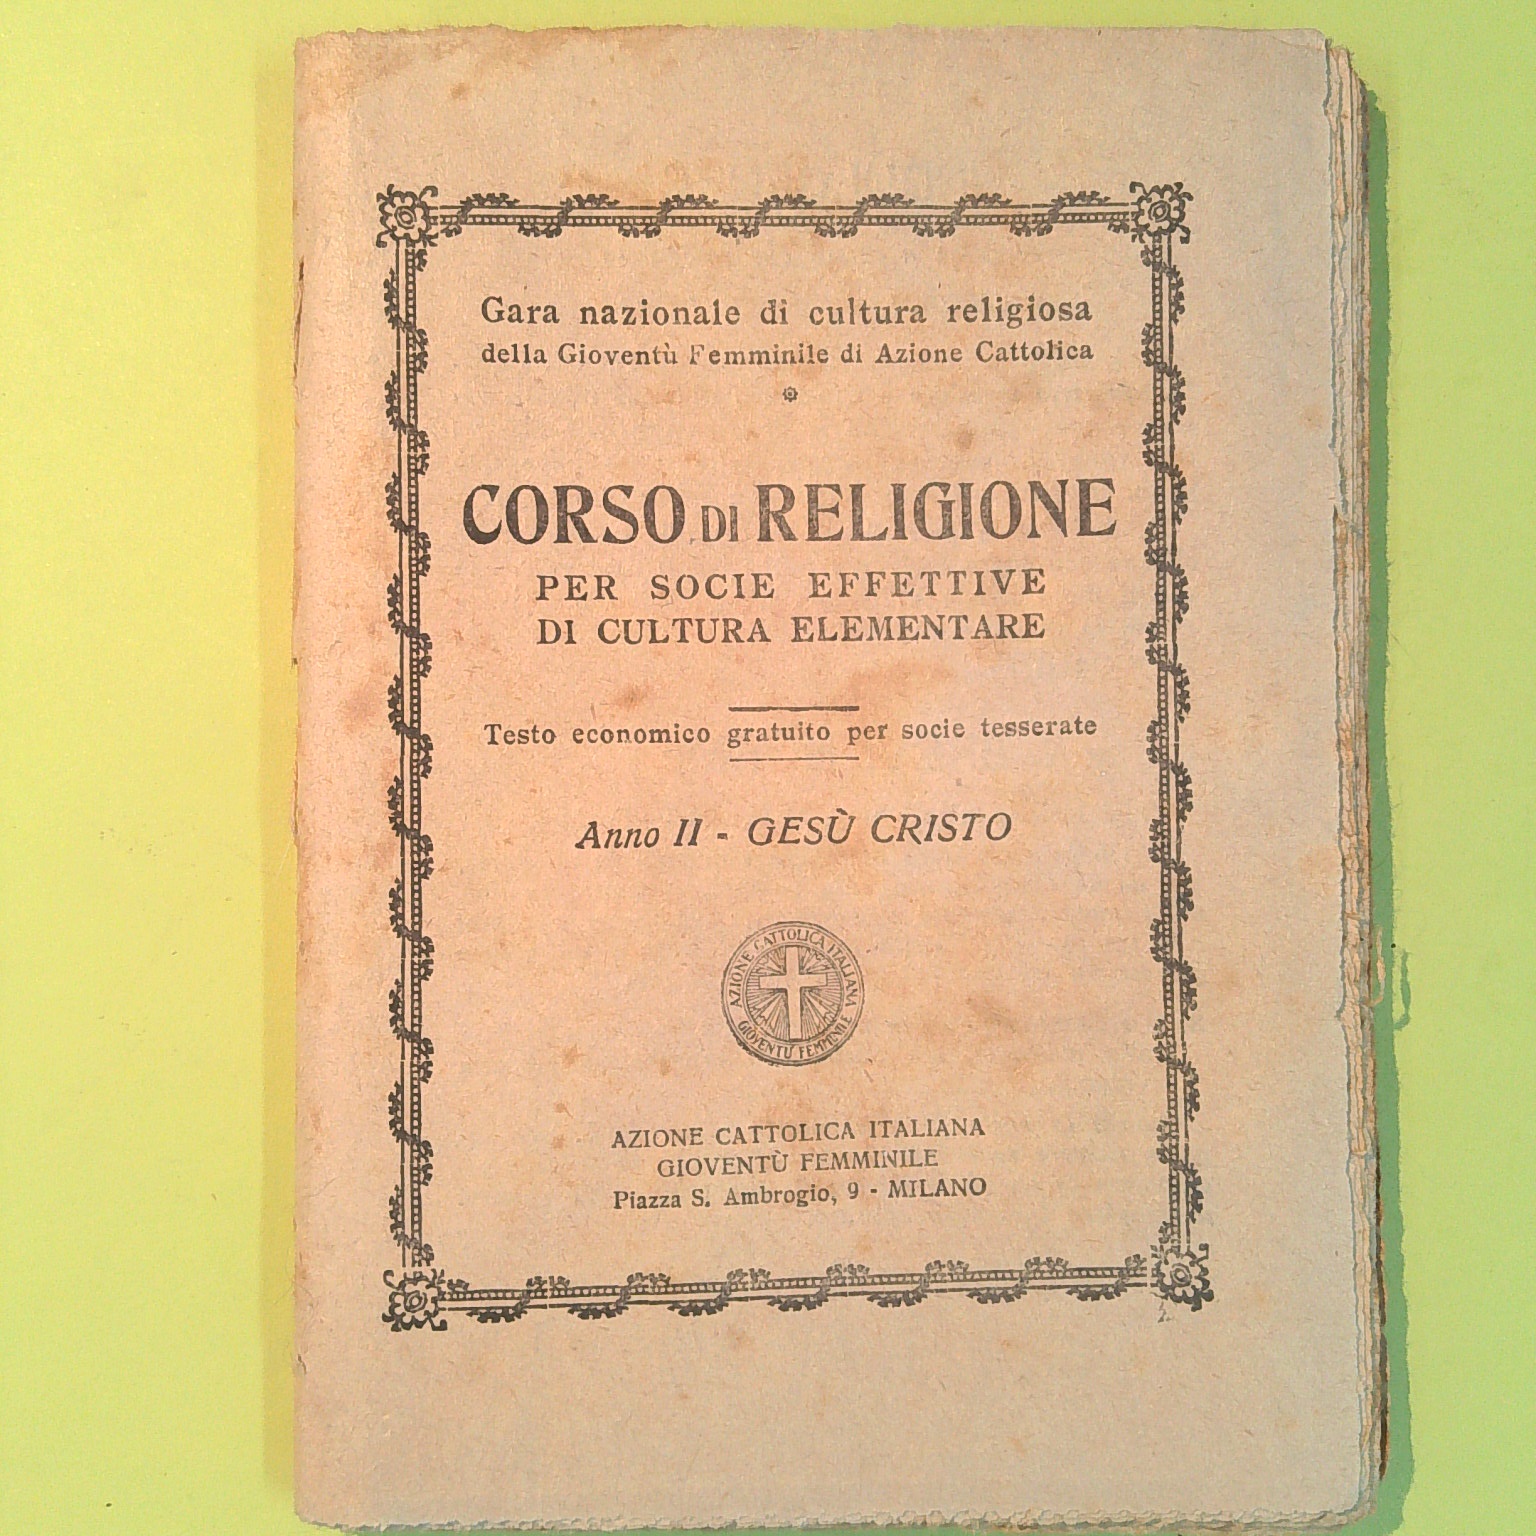 Gara nazionale di cultura religiosa
della Gioventù Femminile di Azione Cattolica
CORSO DI RELIGIONE
PER SOCIE EFFETTIVE
DI CULTURA ELEMENTARE
Testo economico gratuito per socie tesserate
Anno II - GESÙ CRISTO
AZIONE CATTOLICA ITALIANA
GIOVENTÙ FEMMINILE
AZIONE CATTOLICA ITALIANA
GIOVENTÙ FEMMINILE
Piazza S. Ambrogio, 9 - MILANO